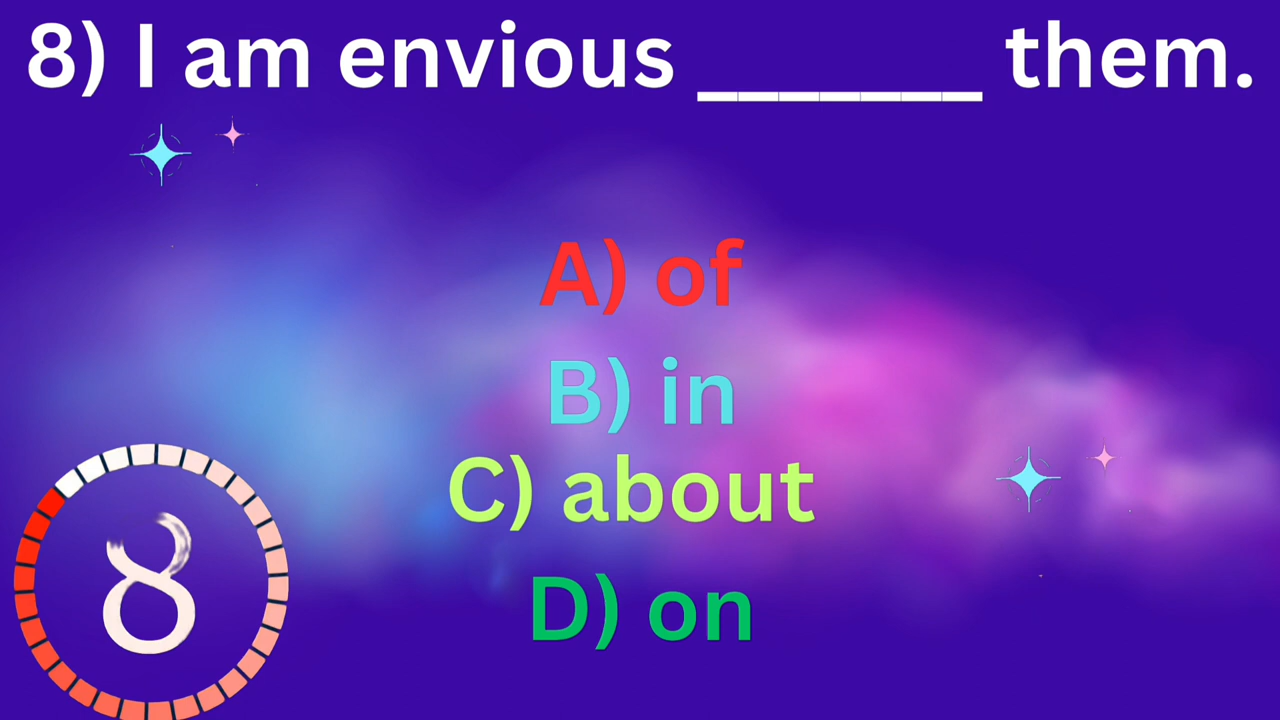 8) I am envious _______ them.
A) of
B) in
C) about
D) on
8